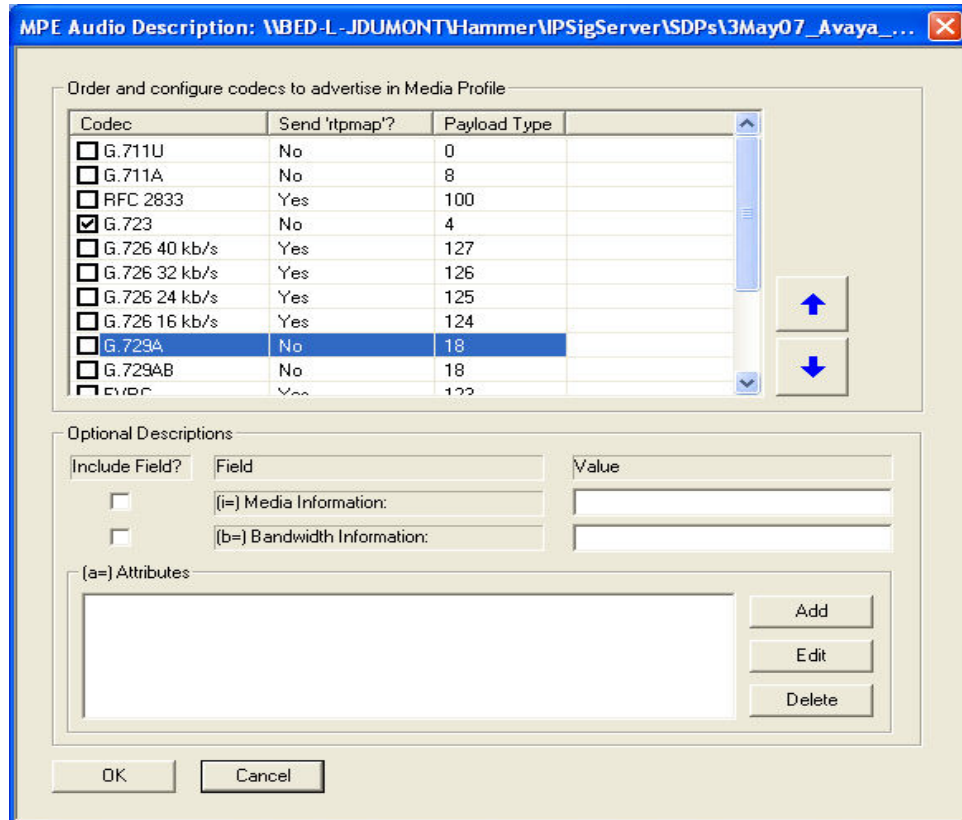 MPE Audio Description: \\BED-L-JDUMONT\Hammer\IPSigServer\SDPs\3May07_Avaya_...
Order and configure codecs to advertise in Media Profile
Codec Send 'rtpmap'? Payload Type
G.711U No 0
G.711A No 8
RFC 2833 Yes 100
G.723 No 4
G.726 40 kb/s Yes 127
G.726 32 kb/s Yes 126
G.726 24 kb/s Yes 125
G.726 16 kb/s Yes 124
G.729A No 18
G.729AB No 18
EVRC Yes
Optional Descriptions
Include Field? Field Value
(i=) Media Information:
(b=) Bandwidth Information:
(a=) Attributes
Add
Edit
Delete
OK Cancel